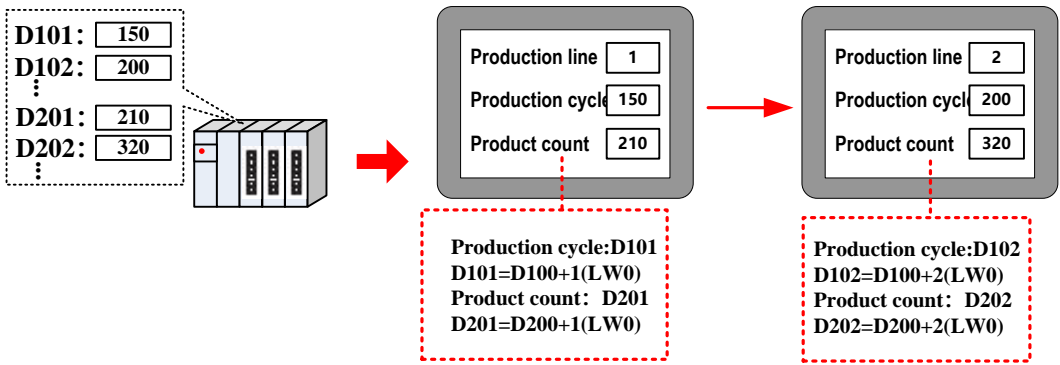 D101: 150
D102: 200
D201: 210
D202: 320
Production line 1
Production cycle 150
Product count 210
Production line 2
Production cycl 200
Product count 320
Production cycle:D101
D101=D100+1(LW0)
Product count: D201
D201=D200+1(LW0)
Production cycle:D102
D102=D100+2(LW0)
Product count: D202
D202=D200+2(LW0)